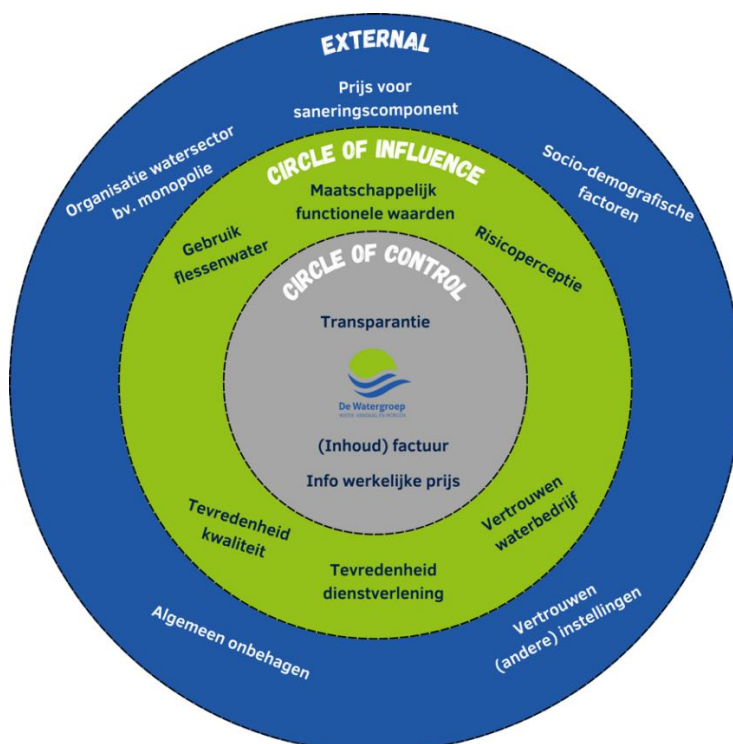 EXTERNAL
Prijs voor
saneringscomponent
Organisatie watersector
bv. monopolie
Socio-demografische
factoren
CIRCLE OF INFLUENCE
Maatschappelijk
functionele waarden
Gebruik
flessenwater
Risicoperceptie
CIRCLE OF CONTROL
Transparantie
De Watergroep
(Inhoud) factuur
Info werkelijke prijs
Tevredenheid
kwaliteit
Vertrouwen
waterbedrijf
Tevredenheid
dienstverlening
Algemeen onbehagen
Vertrouwen
(andere) instellingen